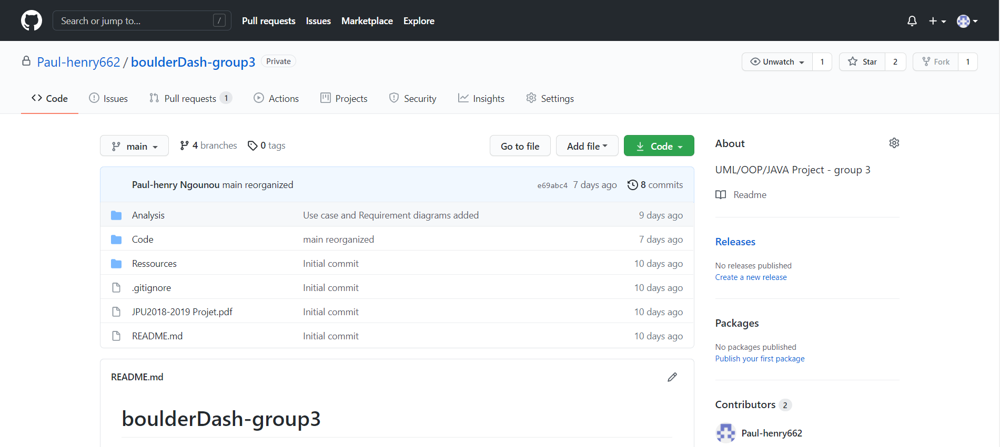 Search or jump to... / Pull requests Issues Marketplace Explore
Paul-henry662 / boulderDash-group3 Private Unwatch 1 Star 2 Fork 1
Code Issues Pull requests 1 Actions Projects Security Insights Settings
main 4 branches 0 tags Go to file Add file Code
Paul-henry Ngounou main reorganized e69abc4 7 days ago 8 commits
Analysis Use case and Requirement diagrams added 9 days ago
Code main reorganized 7 days ago
Ressources Initial commit 10 days ago
.gitignore Initial commit 10 days ago
JPU2018-2019 Projet.pdf Initial commit 10 days ago
README.md Initial commit 10 days ago
README.md
boulderDash-group3
About
UML/OOP/JAVA Project - group 3
Readme
Releases
No releases published
Create a new release
Packages
No packages published
Publish your first package
Contributors 2
Paul-henry662